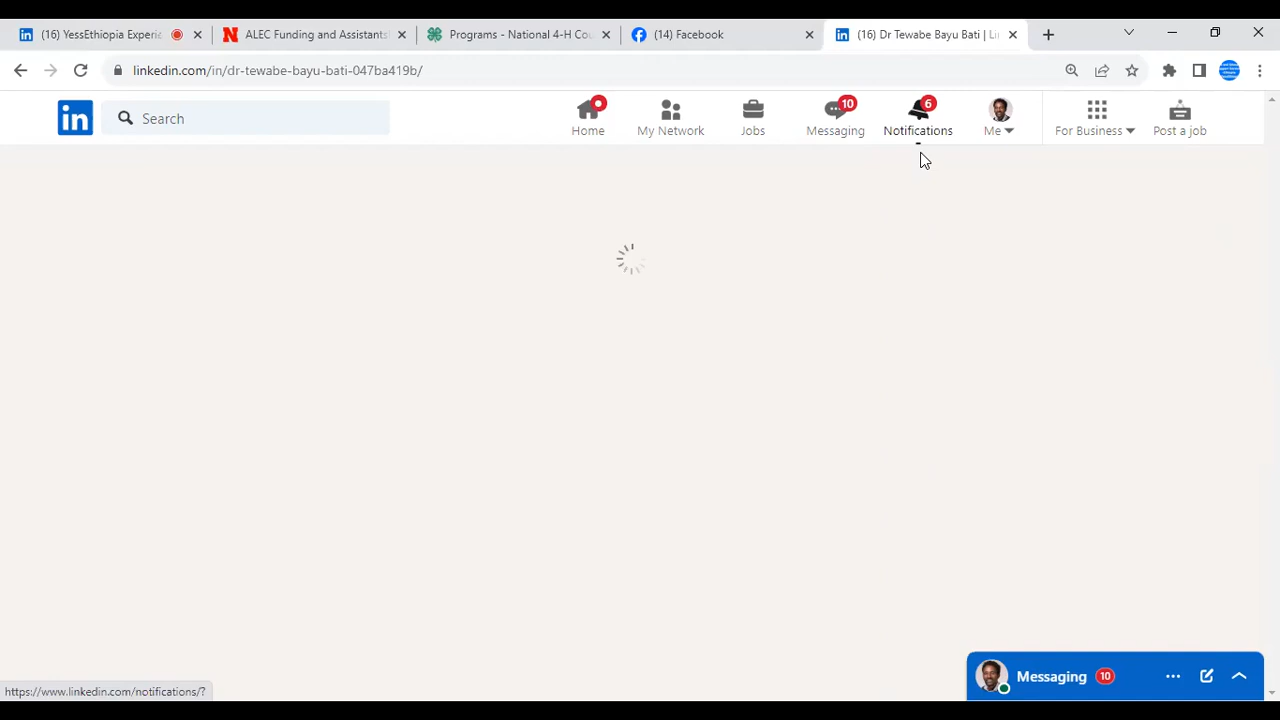 (16) YessEthiopia Experie
ALEC Funding and Assistants
Programs - National 4-H Cou
(14) Facebook
(16) Dr Tewabe Bayu Bati | Li
linkedin.com/in/dr-tewabe-bayu-bati-047ba419b/
in
Search
Home
My Network
Jobs
10
Messaging
6
Notifications
Me
For Business
Post a job
Messaging 10
https://www.linkedin.com/notifications/?